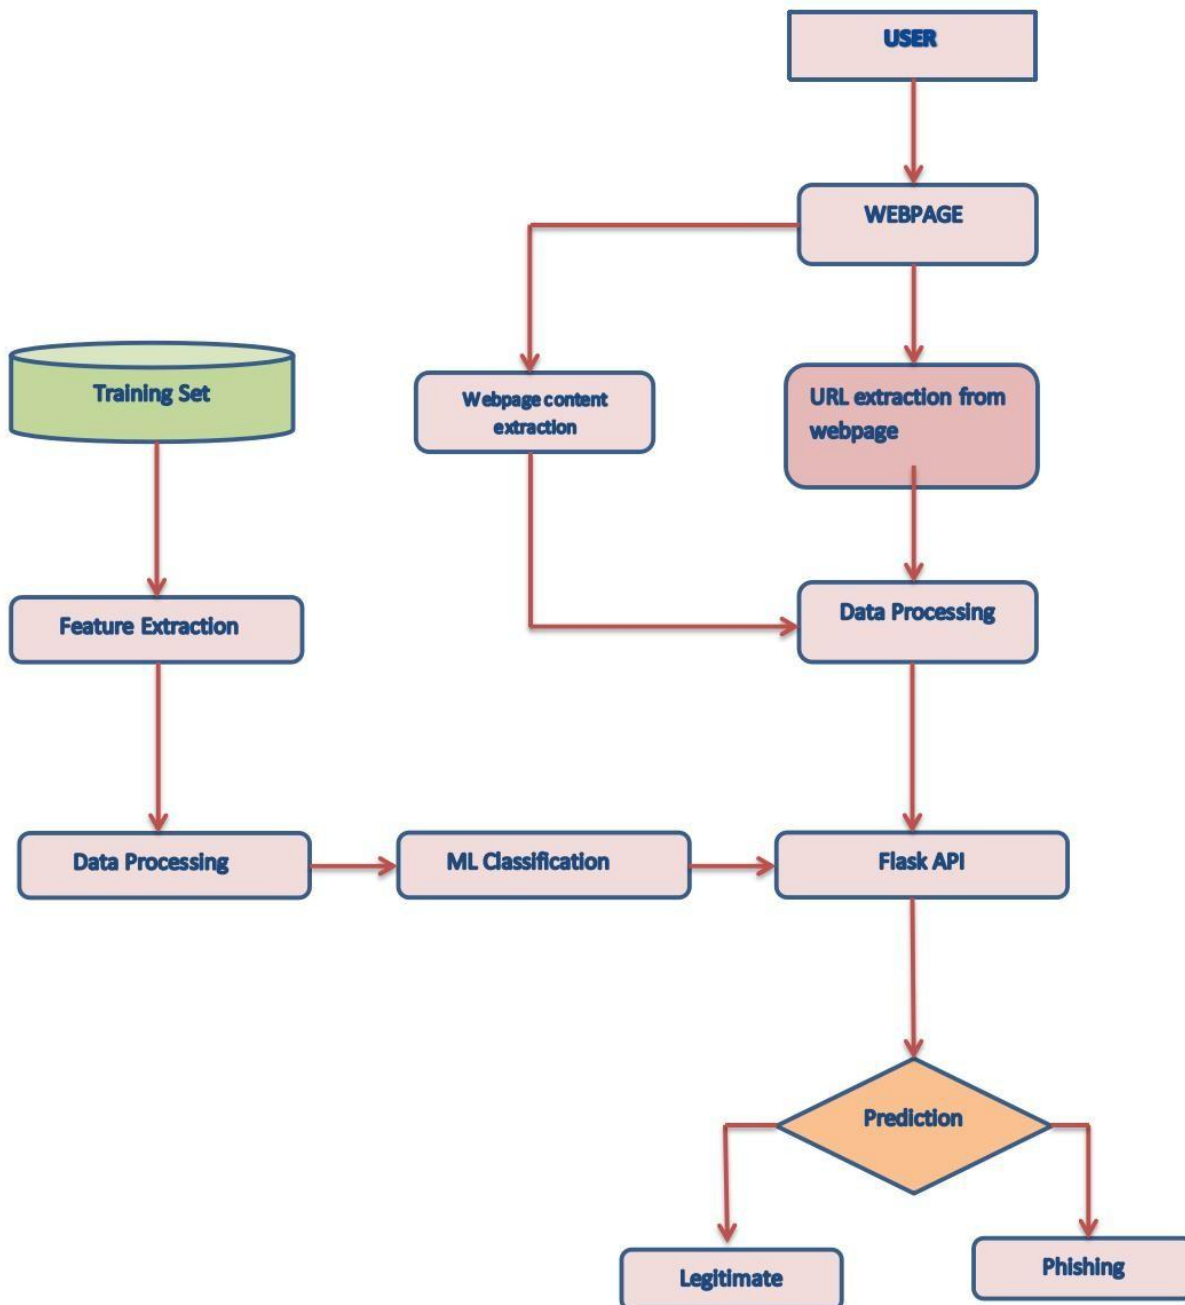 USER
WEBPAGE
Training Set
Webpage content
extraction
URL extraction from
webpage
Feature Extraction
Data Processing
Data Processing
ML Classification
Flask API
Prediction
Legitimate
Phishing